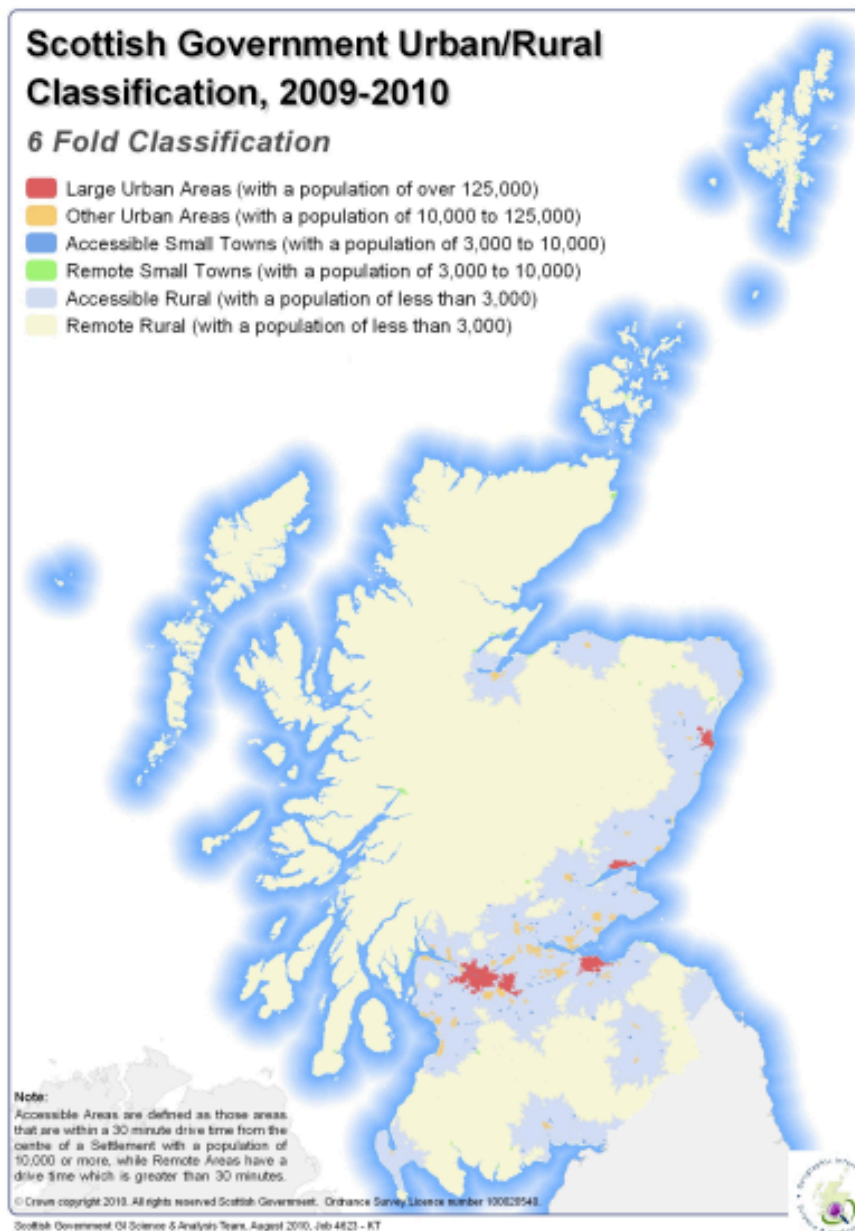 Scottish Government Urban/Rural
Classification, 2009-2010
6 Fold Classification
Large Urban Areas (with a population of over 125,000)
Other Urban Areas (with a population of 10,000 to 125,000)
Accessible Small Towns (with a population of 3,000 to 10,000)
Remote Small Towns (with a population of 3,000 to 10,000)
Accessible Rural (with a population of less than 3,000)
Remote Rural (with a population of less than 3,000)
Note:
Accessible Areas are defined as those areas
that are within a 30 minute drive time from the
centre of a Settlement with a population of
10,000 or more, while Remote Areas have a
drive time which is greater than 30 minutes.
© Crown copyright 2010. All rights reserved Scottish Government. Ordnance Survey Licence number 100020540.
Scottish Government GI Science & Analysis Team, August 2010, Job 4623 - KT